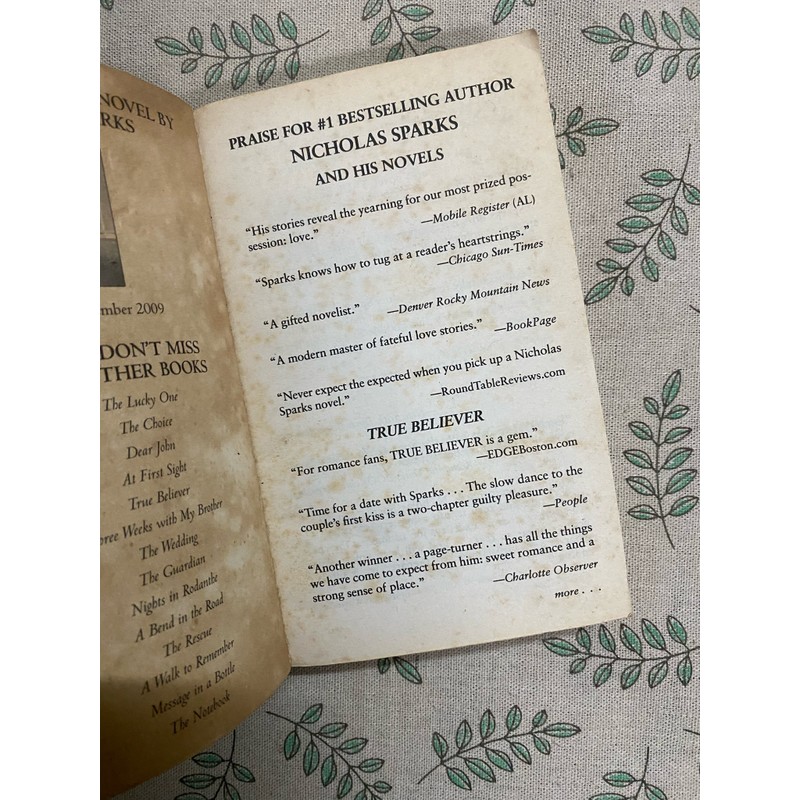 NOVEL BY
RKS
mber 2009
DON'T MISS
THER BOOKS
The Lucky One
The Choice
Dear John
At First Sight
True Believer
ree Weeks with My Brother
The Wedding
The Guardian
Nights in Rodanthe
A Bend in the Road
The Rescue
A Walk to Remember
Message in a Bottle
The Notebook
PRAISE FOR #1 BESTSELLING AUTHOR
NICHOLAS SPARKS
AND HIS NOVELS
“His stories reveal the yearning for our most prized pos-
session: love.” —Mobile Register (AL)
“Sparks knows how to tug at a reader’s heartstrings.”
—Chicago Sun-Times
“A gifted novelist.” —Denver Rocky Mountain News
“A modern master of fateful love stories.” —BookPage
“Never expect the expected when you pick up a Nicholas
Sparks novel.” —RoundTableReviews.com
TRUE BELIEVER
“For romance fans, TRUE BELIEVER is a gem.”
—EDGEBoston.com
“Time for a date with Sparks . . . The slow dance to the
couple’s first kiss is a two-chapter guilty pleasure.”
—People
“Another winner . . . a page-turner . . . has all the things
we have come to expect from him: sweet romance and a
strong sense of place.” —Charlotte Observer
more . . .